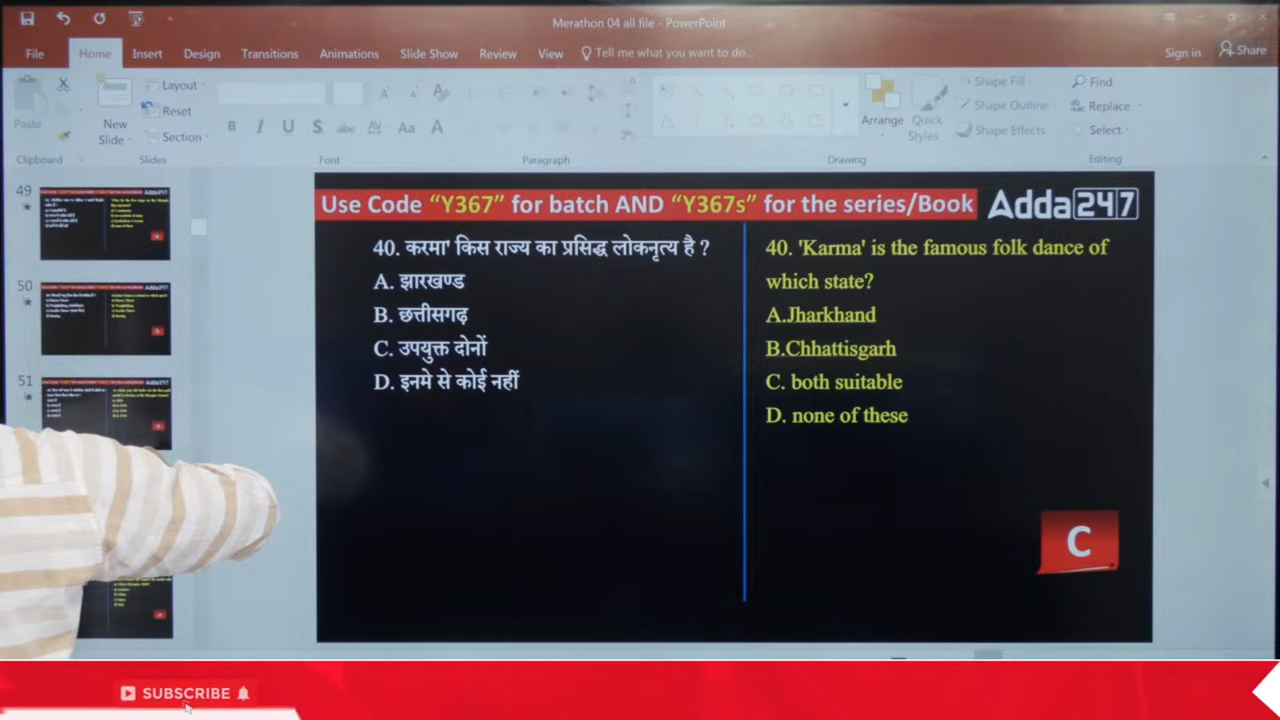 Merathon 04 all file - PowerPoint
File Home Insert Design Transitions Animations Slide Show Review View Tell me what you want to do... Sign in Share
Paste New Slide Layout Reset Section
B I U S abc AV Aa A
Arrange Quick Styles Shape Fill Shape Outline Shape Effects Find Replace Select
Clipboard Slides Font Paragraph Drawing Editing
49
50
51
Use Code “Y367” for batch AND “Y367s” for the series/Book
Adda247
40. करमा' किस राज्य का प्रसिद्ध लोकनृत्य है ?
A. झारखण्ड
B. छत्तीसगढ़
C. उपयुक्त दोनों
D. इनमे से कोई नहीं
40. 'Karma' is the famous folk dance of
which state?
A.Jharkhand
B.Chhattisgarh
C. both suitable
D. none of these
C
SUBSCRIBE